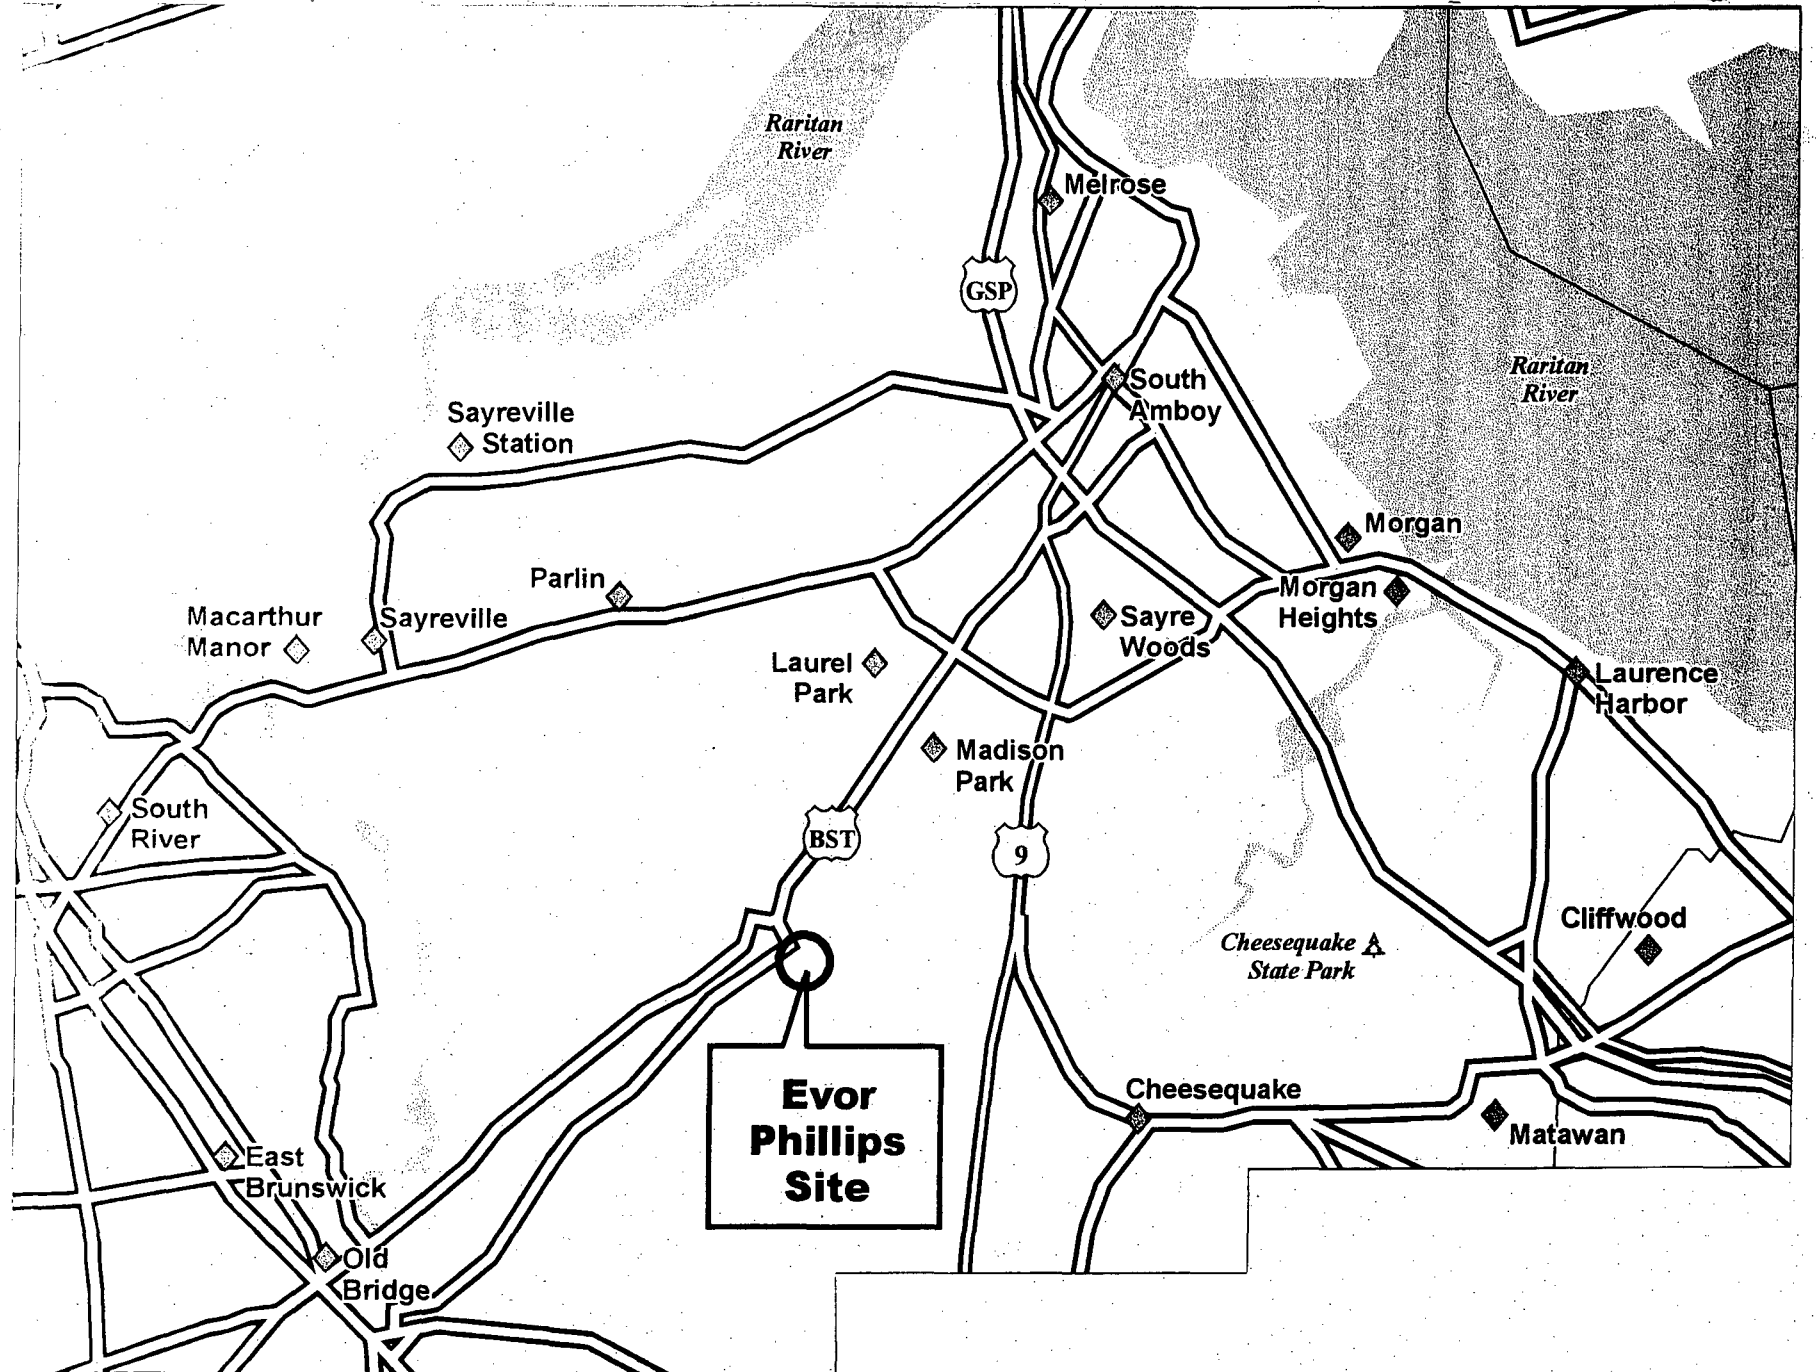 Raritan
River
Melrose
GSP
Raritan
River
South
Amboy
Sayreville
Station
Morgan
Parlin
Morgan
Heights
Macarthur
Manor
Sayreville
Sayre
Woods
Laurel
Park
Laurence
Harbor
Madison
Park
South
River
BST
9
Cliffwood
Cheesequake
State Park
Evor
Phillips
Site
Cheesequake
Matawan
East
Brunswick
Old
Bridge